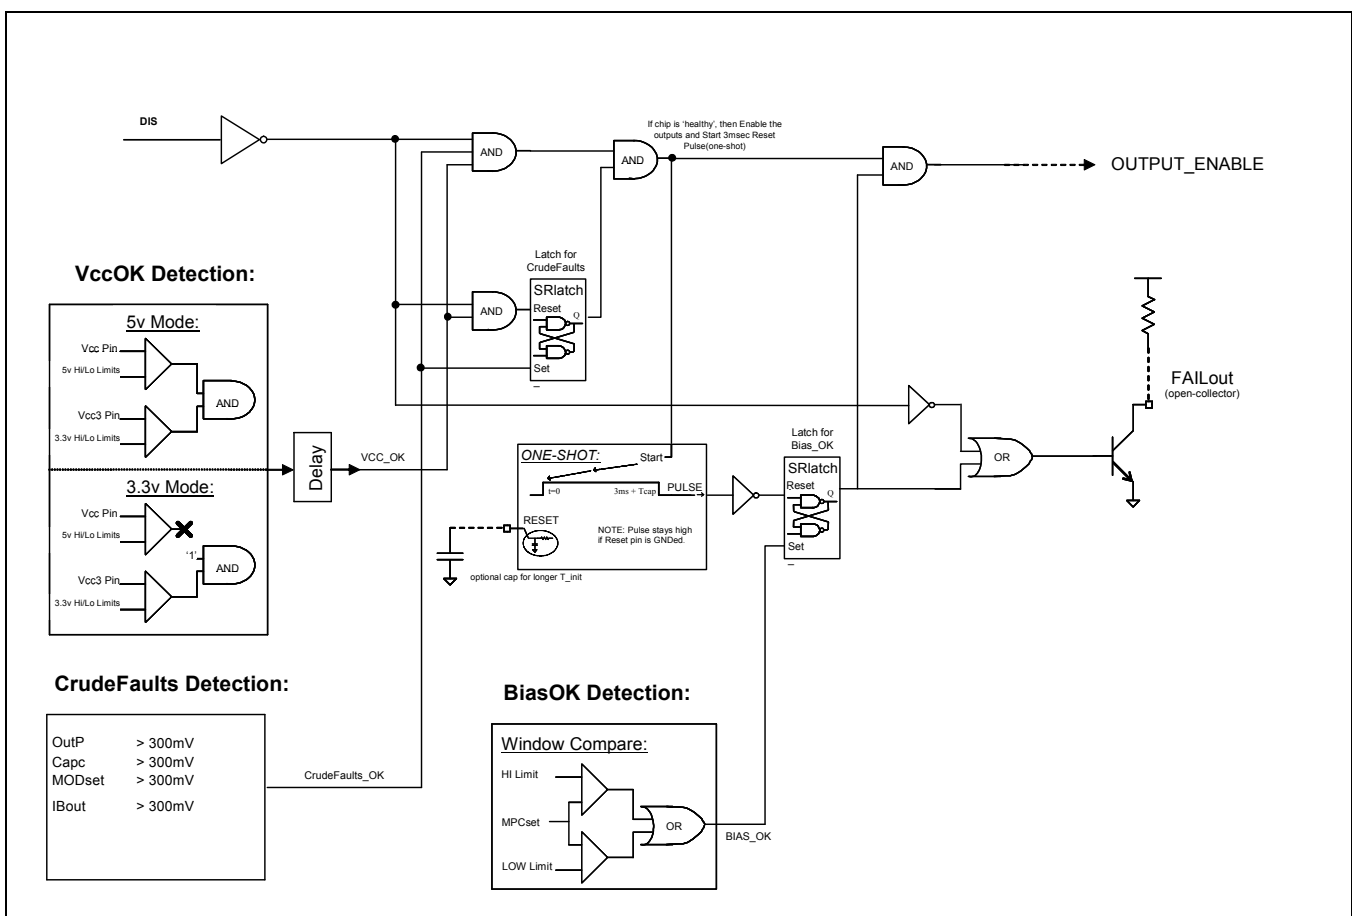 DIS
If chip is 'healthy', then Enable the
outputs and Start 3msec Reset
Pulse(one-shot)
AND
AND
AND
OUTPUT_ENABLE
Latch for
CrudeFaults
SRlatch
Reset
Q
Set
AND
VccOK Detection:
5v Mode:
Vcc Pin
5v Hi/Lo Limits
AND
Vcc3 Pin
3.3v Hi/Lo Limits
3.3v Mode:
Vcc Pin
5v Hi/Lo Limits
'1'
AND
Vcc3 Pin
3.3v Hi/Lo Limits
Delay
VCC_OK
FAILout
(open-collector)
ONE-SHOT:
Start
t=0
3ms + Tcap
PULSE
RESET
NOTE: Pulse stays high
if Reset pin is GNDed.
optional cap for longer T_init
Latch for
Bias_OK
SRlatch
Reset
Q
Set
OR
CrudeFaults Detection:
OutP > 300mV
Capc > 300mV
MODset > 300mV
IBout > 300mV
CrudeFaults_OK
BiasOK Detection:
Window Compare:
HI Limit
MPCset
OR
LOW Limit
BIAS_OK